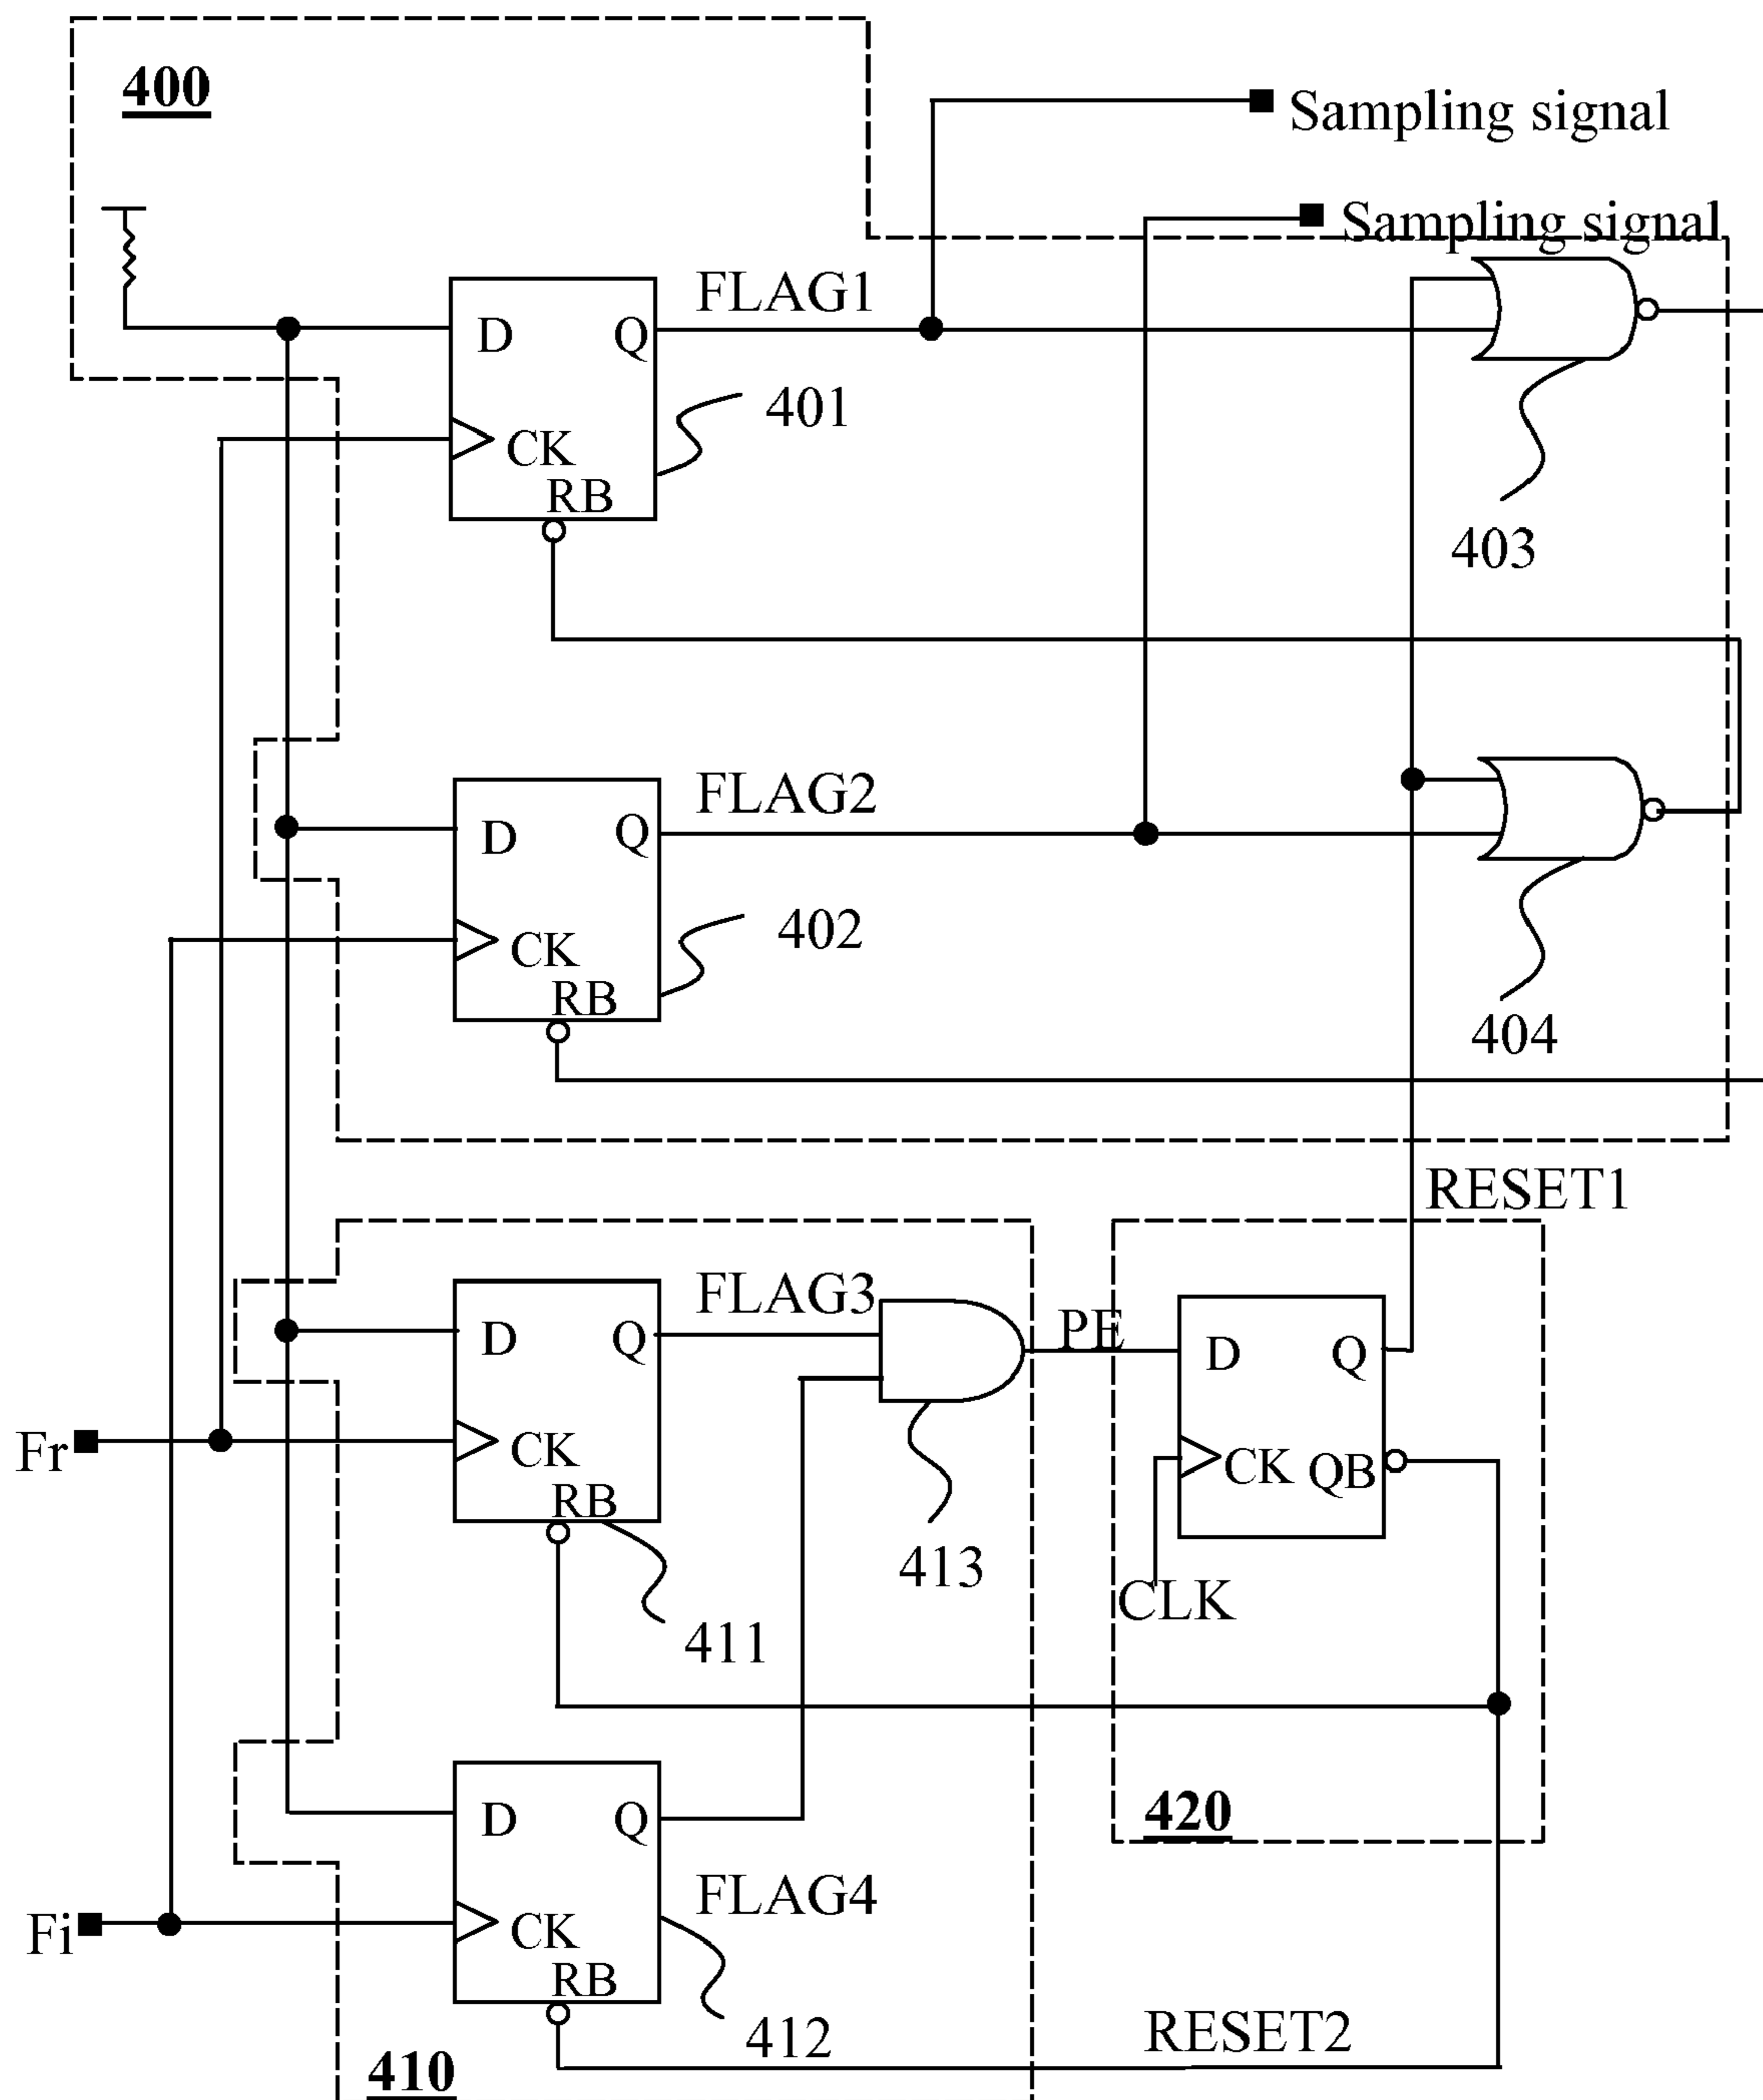 400
Sampling signal
Sampling signal
FLAG1
D
Q
401
CK
RB
403
FLAG2
D
Q
402
CK
RB
404
RESET1
FLAG3
PE
D
Q
D
Q
Fr
CK
CK
QB
RB
413
CLK
411
420
D
Q
FLAG4
Fi
CK
RB
RESET2
412
410